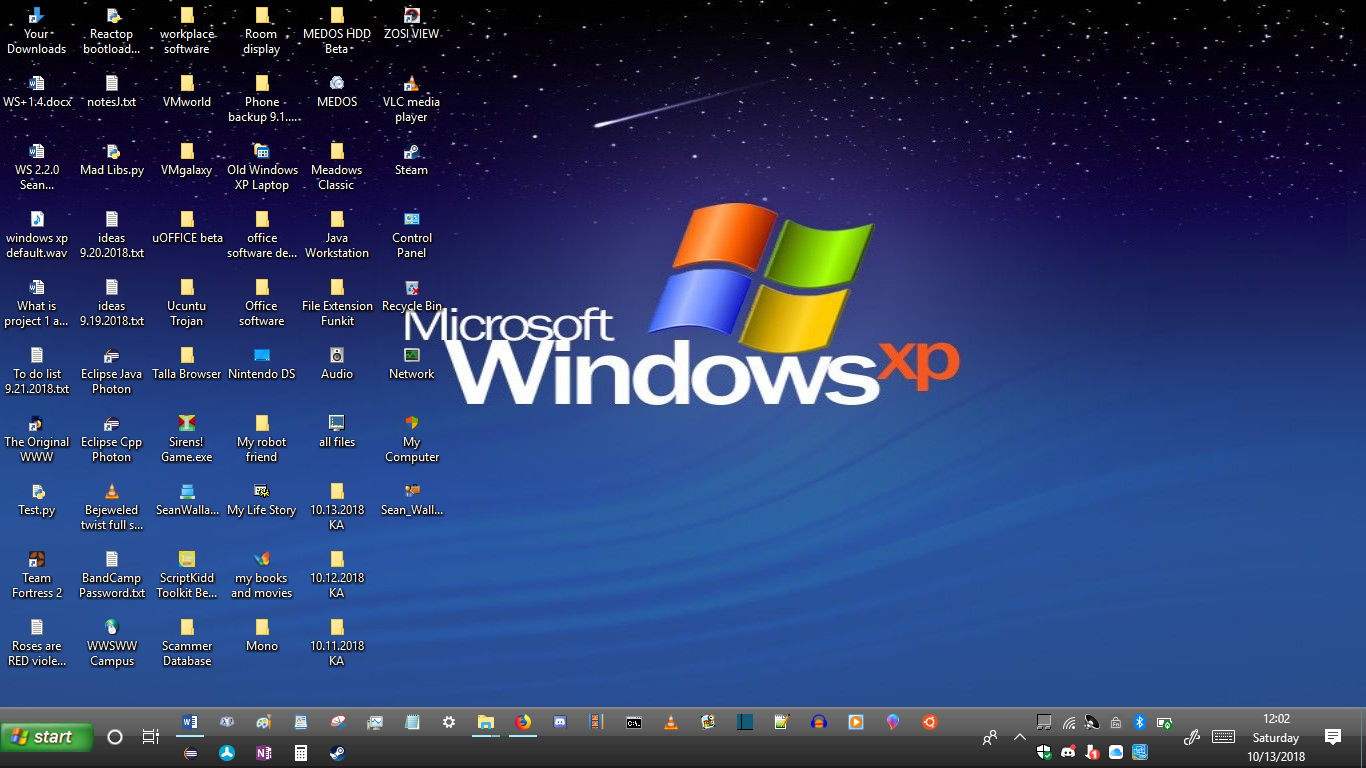 Your
Downloads
Reactop
bootload...
workplace
software
Room
display
MEDOS HDD
Beta
ZOSI VIEW
WS+1.4.docx
notesJ.txt
VMworld
Phone
backup 9.1....
MEDOS
VLC media
player
WS 2.2.0
Sean...
Mad Libs.py
VMgalaxy
Old Windows
XP Laptop
Meadows
Classic
Steam
windows xp
default.wav
ideas
9.20.2018.txt
uOFFICE beta
office
software de...
Java
Workstation
Control
Panel
What is
project 1 a...
ideas
9.19.2018.txt
Ucuntu
Trojan
Office
software
File Extension
Funkit
Recycle Bin
To do list
9.21.2018.txt
Eclipse Java
Photon
Talla Browser
Nintendo DS
Audio
Network
The Original
WWW
Eclipse Cpp
Photon
Sirens!
Game.exe
My robot
friend
all files
My
Computer
Test.py
Bejeweled
twist full s...
SeanWalla...
My Life Story
10.13.2018
KA
Sean_Wall...
Team
Fortress 2
BandCamp
Password.txt
ScriptKidd
Toolkit Be...
my books
and movies
10.12.2018
KA
Roses are
RED viole...
WWSWW
Campus
Scammer
Database
Mono
10.11.2018
KA
Microsoft
Windows xp
start
12:02
Saturday
10/13/2018